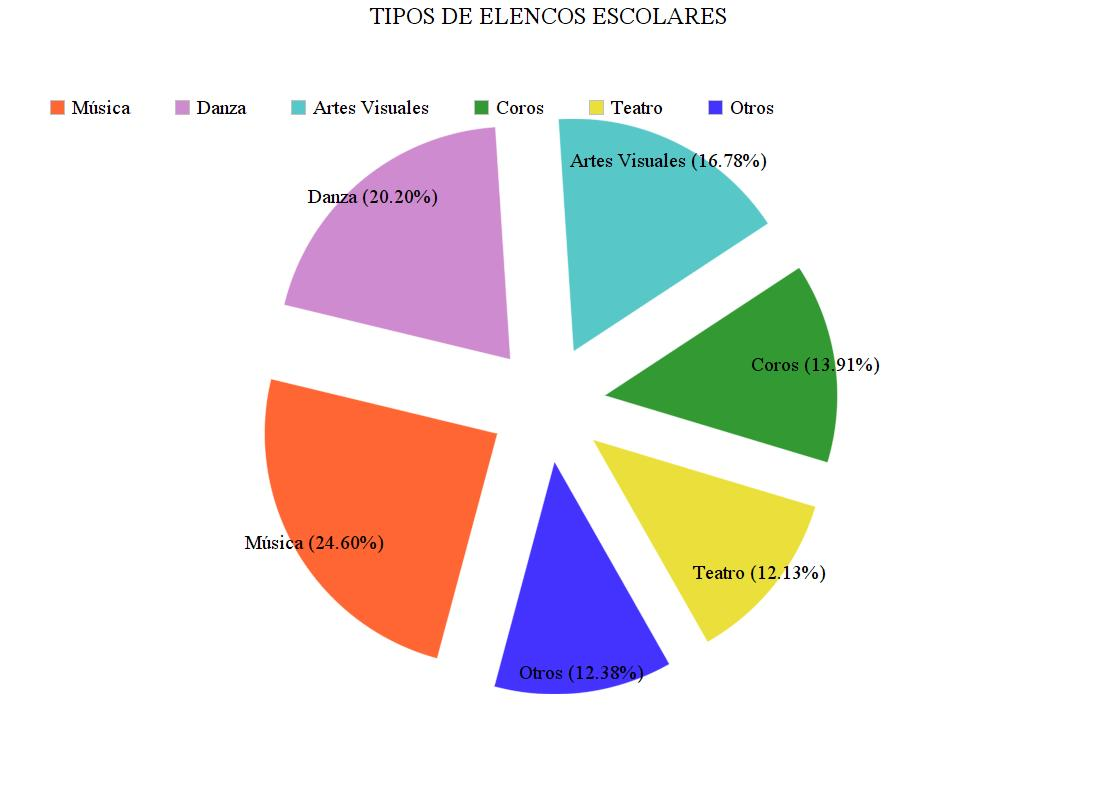 TIPOS DE ELENCOS ESCOLARES
Música Danza Artes Visuales Coros Teatro Otros
Artes Visuales (16.78%)
Danza (20.20%)
Coros (13.91%)
Música (24.60%)
Teatro (12.13%)
Otros (12.38%)